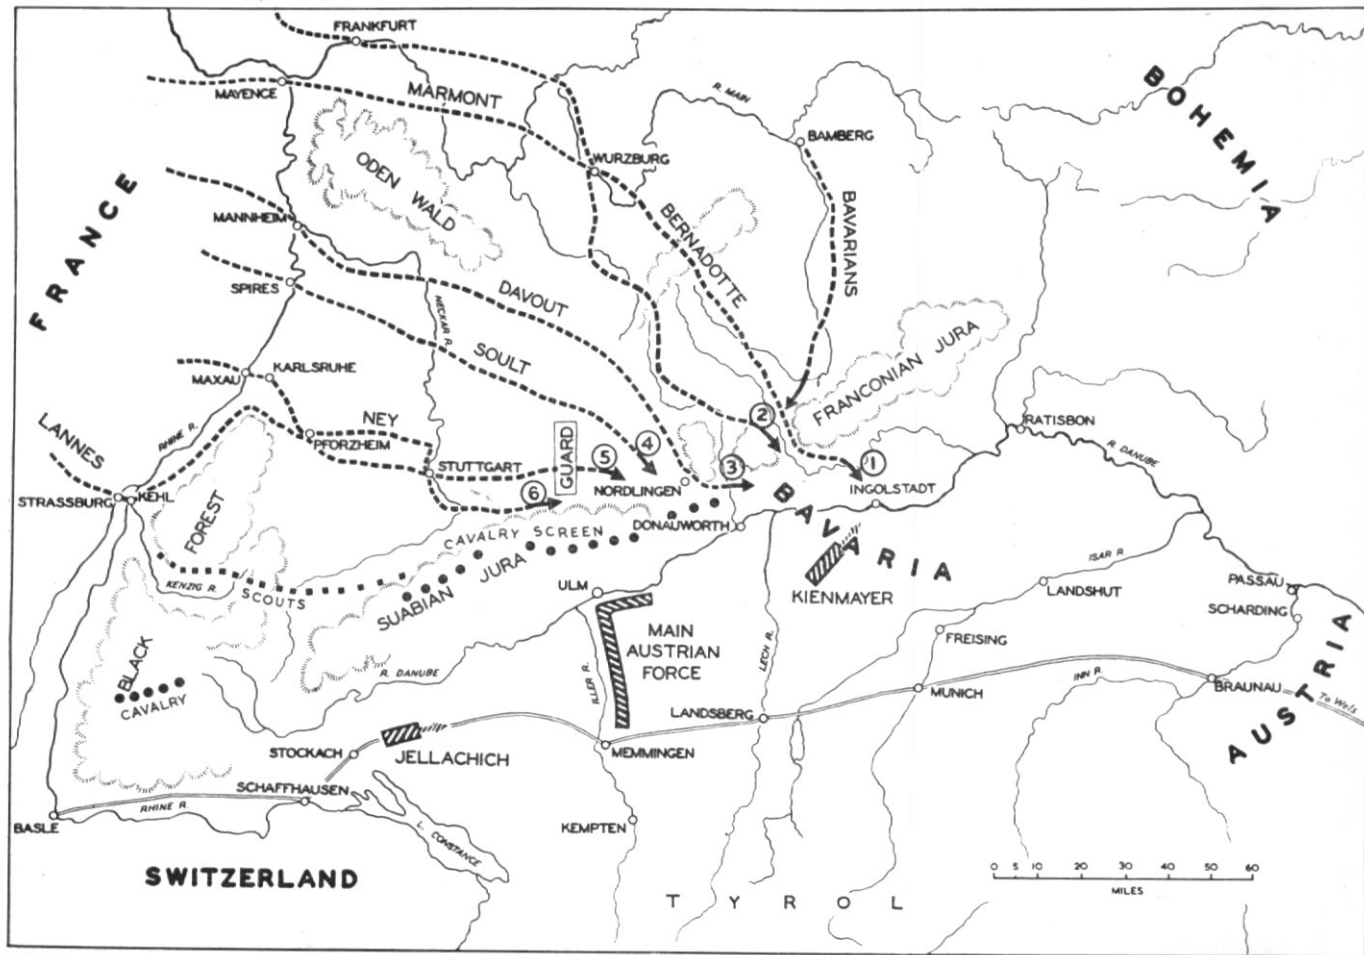 FRANKFURT
MAYENCE
MARMONT
R. MAIN
BOHEMIA
ODEN WALD
WURZBURG
BAMBERG
FRANCE
MANNHEIM
BERNADOTTE
BAVARIANS
SPIRES
NECKAR R.
DAVOUT
SOULT
FRANCONIAN JURA
MAXAU
KARLSRUHE
LANNES
RHINE R.
NEY
PFORZHEIM
GUARD
2
RATISBON
R. DANUBE
STUTTGART
5
4
3
1
STRASSBURG
KEHL
6
NORDLINGEN
INGOLSTADT
BAVARIA
FOREST
CAVALRY SCREEN
DONAUWORTH
KENZIG R.
SCOUTS
SUABIAN JURA
ULM
KIENMAYER
ISAR R.
LANDSHUT
PASSAU
SCHARDING
FREISING
BLACK
CAVALRY
MAIN
AUSTRIAN
FORCE
R. DANUBE
ILLER R.
LECH R.
LANDSBERG
MUNICH
INN R.
BRAUNAU
To Wels
AUSTRIA
STOCKACH
JELLACHICH
MEMMINGEN
SCHAFFHAUSEN
BASLE
RHINE R.
L. CONSTANCE
KEMPTEN
SWITZERLAND
TYROL
0 5 10 20 30 40 50 60
MILES